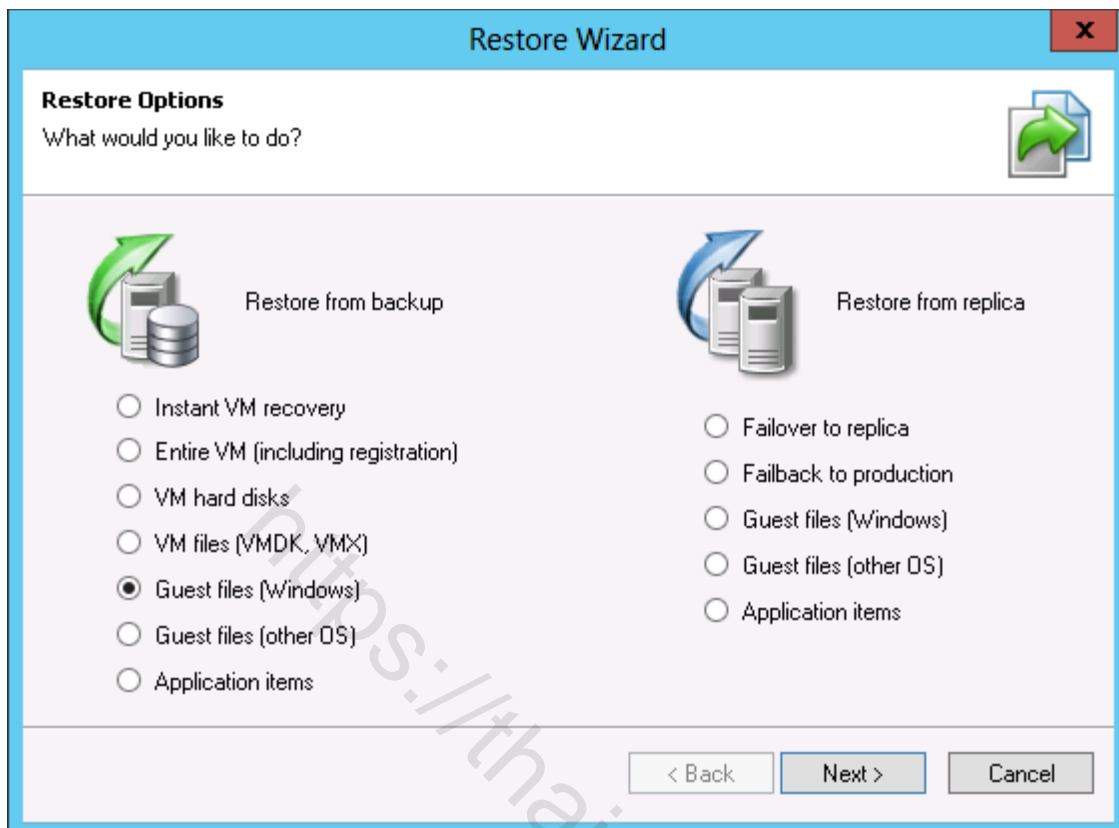 Restore Wizard
x
Restore Options
What would you like to do?
Restore from backup
Instant VM recovery
Entire VM (including registration)
VM hard disks
VM files (VMDK, VMX)
Guest files (Windows)
Guest files (other OS)
Application items
Restore from replica
Failover to replica
Failback to production
Guest files (Windows)
Guest files (other OS)
Application items
< Back
Next >
Cancel
https://thai